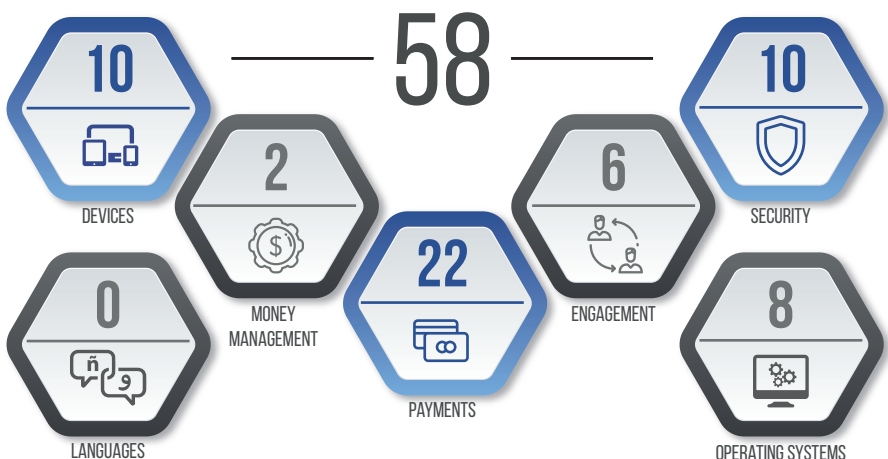 58
10
DEVICES
2
MONEY
MANAGEMENT
22
PAYMENTS
6
ENGAGEMENT
10
SECURITY
0
ñ
و
LANGUAGES
8
OPERATING SYSTEMS
$